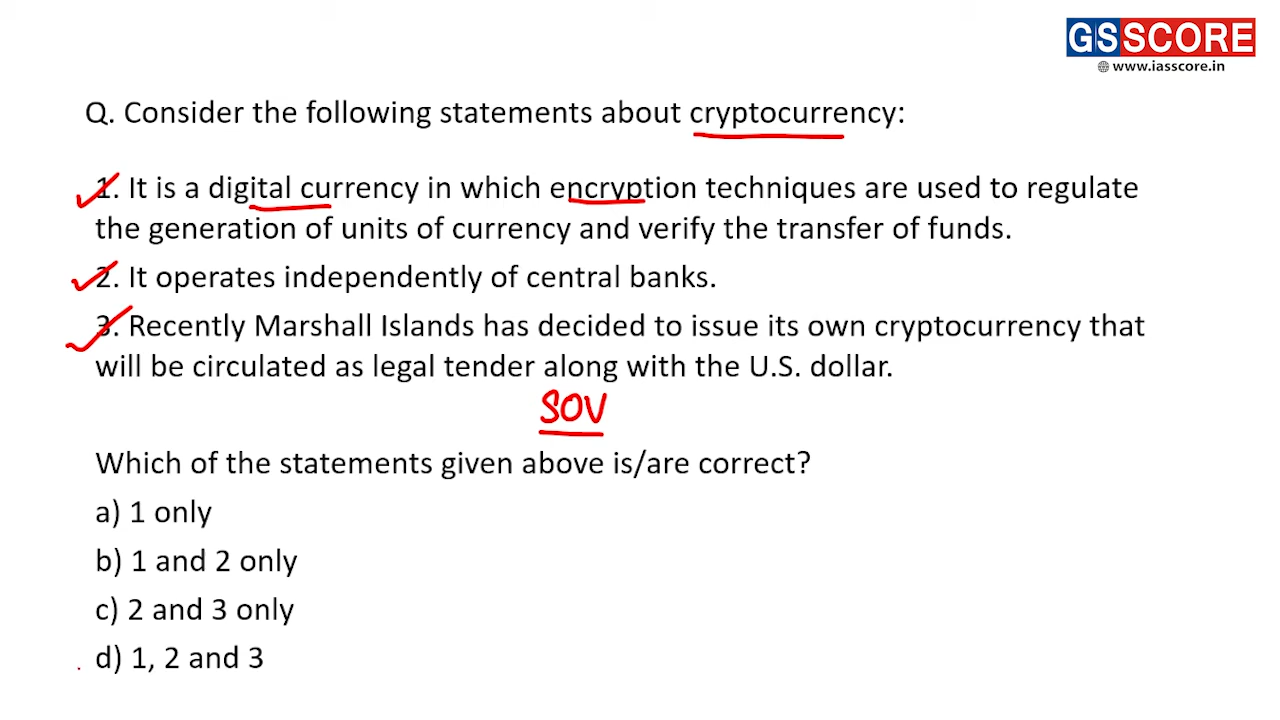 GSSCORE
www.iasscore.in
Q. Consider the following statements about cryptocurrency:
1. It is a digital currency in which encryption techniques are used to regulate
the generation of units of currency and verify the transfer of funds.
2. It operates independently of central banks.
3. Recently Marshall Islands has decided to issue its own cryptocurrency that
will be circulated as legal tender along with the U.S. dollar.
SOV
Which of the statements given above is/are correct?
a) 1 only
b) 1 and 2 only
c) 2 and 3 only
d) 1, 2 and 3